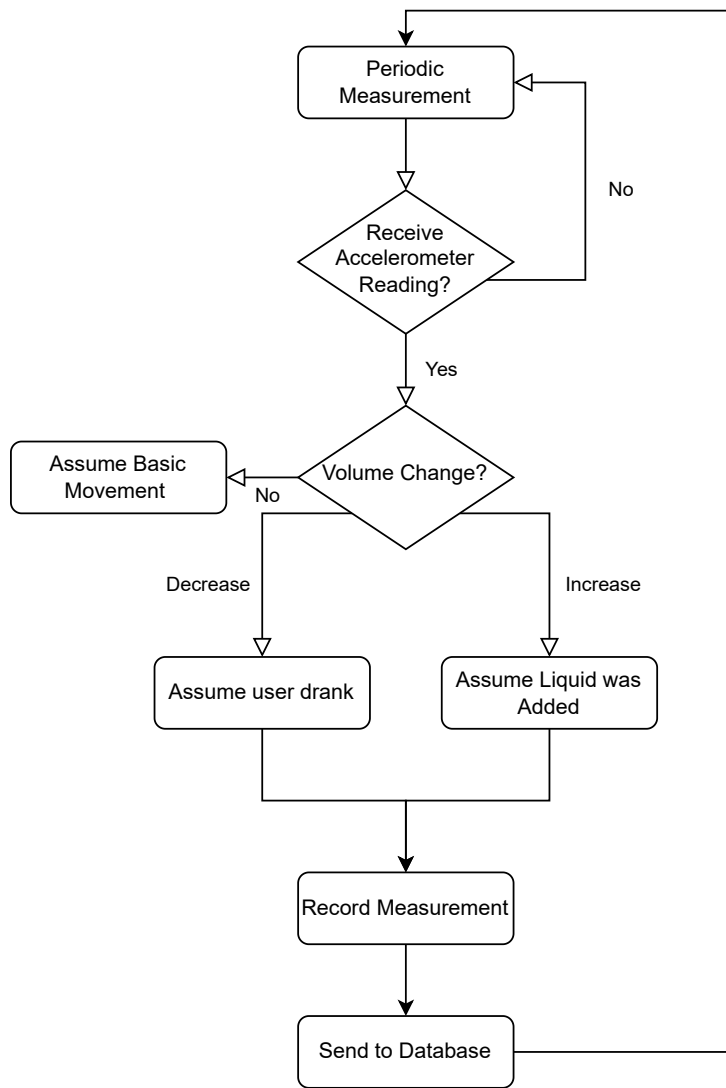 Periodic
Measurement
No
Receive
Accelerometer
Reading?
Yes
Assume Basic
Movement
No
Volume Change?
Decrease
Increase
Assume user drank
Assume Liquid was
Added
Record Measurement
Send to Database